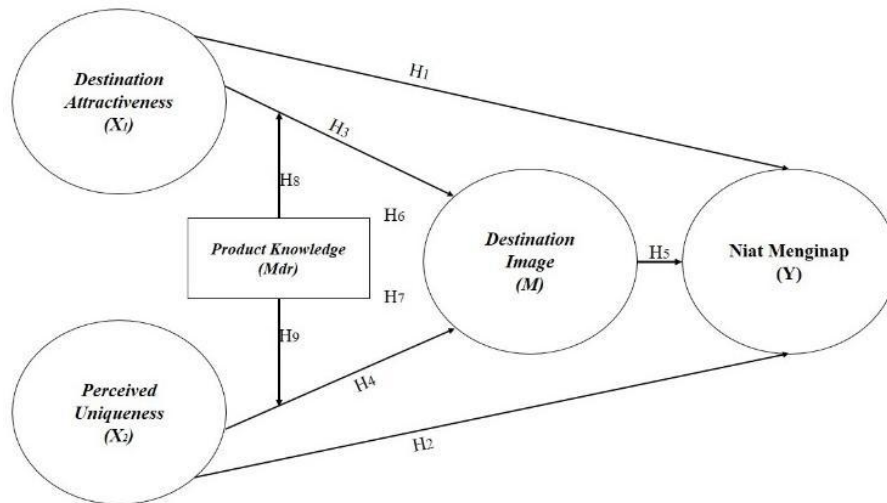 Destination
Attractiveness
(X1)
H1
H3
H8
H6
Product Knowledge
(Mdr)
H7
H9
Destination
Image
(M)
H5
Niat Menginap
(Y)
Perceived
Uniqueness
(X2)
H4
H2